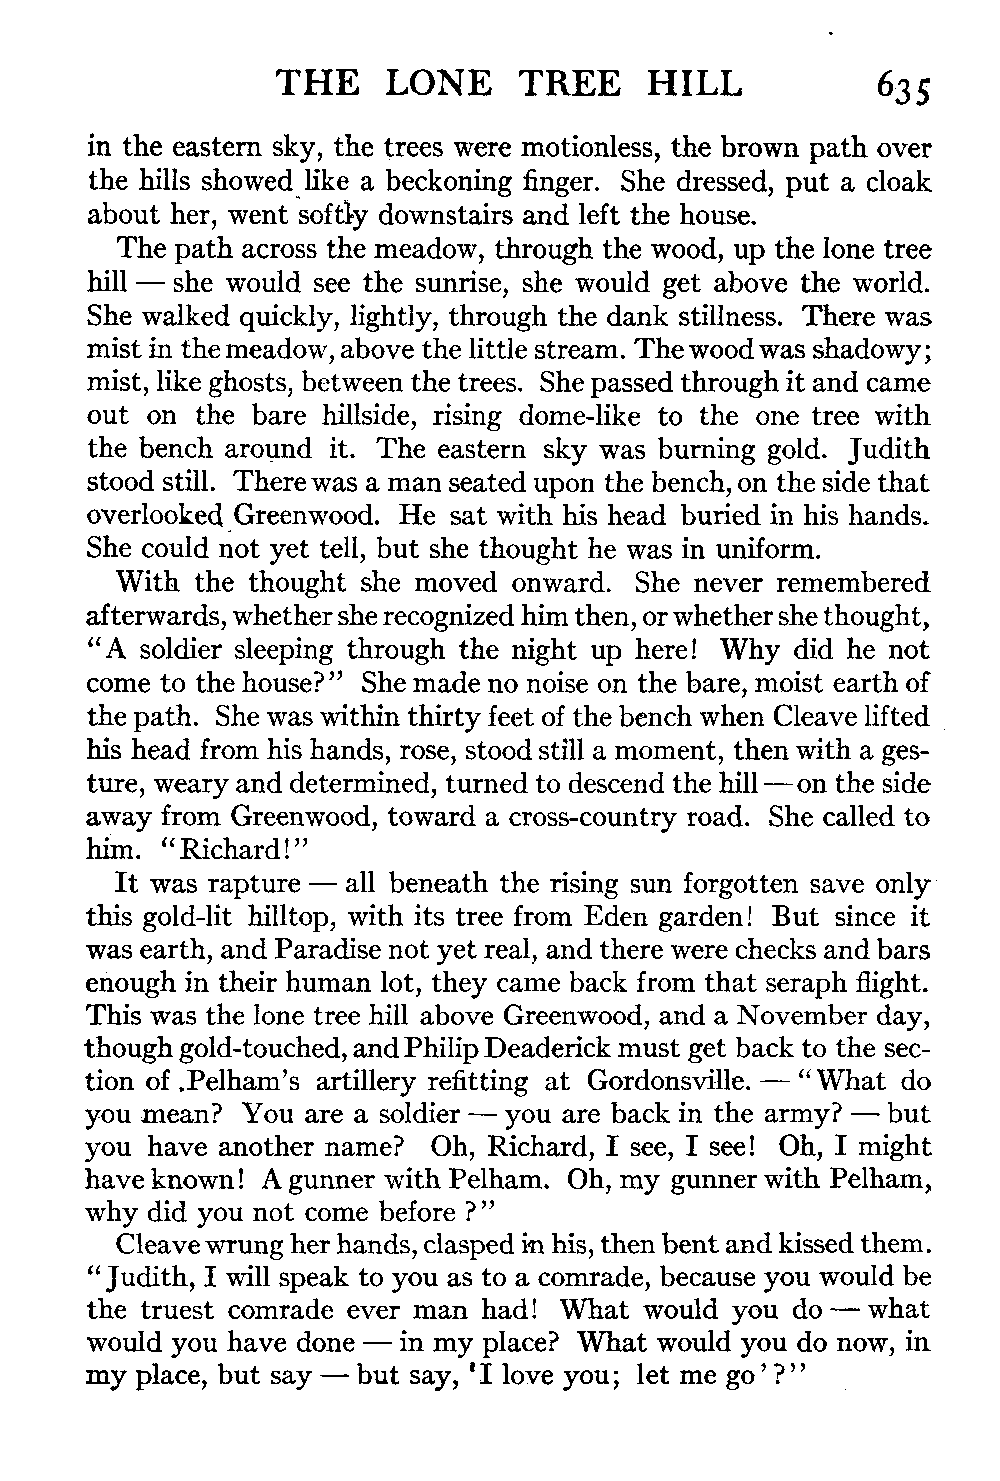 THE LONE TREE HILL 635
in the eastern sky, the trees were motionless, the brown path over
the hills showed like a beckoning finger. She dressed, put a cloak
about her, went softly downstairs and left the house.
The path across the meadow, through the wood, up the lone tree
hill — she would see the sunrise, she would get above the world.
She walked quickly, lightly, through the dank stillness. There was
mist in the meadow, above the little stream. The wood was shadowy;
mist, like ghosts, between the trees. She passed through it and came
out on the bare hillside, rising dome-like to the one tree with
the bench around it. The eastern sky was burning gold. Judith
stood still. There was a man seated upon the bench, on the side that
overlooked Greenwood. He sat with his head buried in his hands.
She could not yet tell, but she thought he was in uniform.
With the thought she moved onward. She never remembered
afterwards, whether she recognized him then, or whether she thought,
"A soldier sleeping through the night up here! Why did he not
come to the house?" She made no noise on the bare, moist earth of
the path. She was within thirty feet of the bench when Cleave lifted
his head from his hands, rose, stood still a moment, then with a ges-
ture, weary and determined, turned to descend the hill — on the side
away from Greenwood, toward a cross-country road. She called to
him. "Richard!"
It was rapture — all beneath the rising sun forgotten save only
this gold-lit hilltop, with its tree from Eden garden! But since it
was earth, and Paradise not yet real, and there were checks and bars
enough in their human lot, they came back from that seraph flight.
This was the lone tree hill above Greenwood, and a November day,
though gold-touched, and Philip Deaderick must get back to the sec-
tion of Pelham's artillery refitting at Gordonsville. — "What do
you mean? You are a soldier — you are back in the army? — but
you have another name? Oh, Richard, I see, I see! Oh, I might
have known! A gunner with Pelham. Oh, my gunner with Pelham,
why did you not come before?"
Cleave wrung her hands, clasped in his, then bent and kissed them.
"Judith, I will speak to you as to a comrade, because you would be
the truest comrade ever man had! What would you do — what
would you have done — in my place? What would you do now, in
my place, but say — but say, 'I love you; let me go'?"